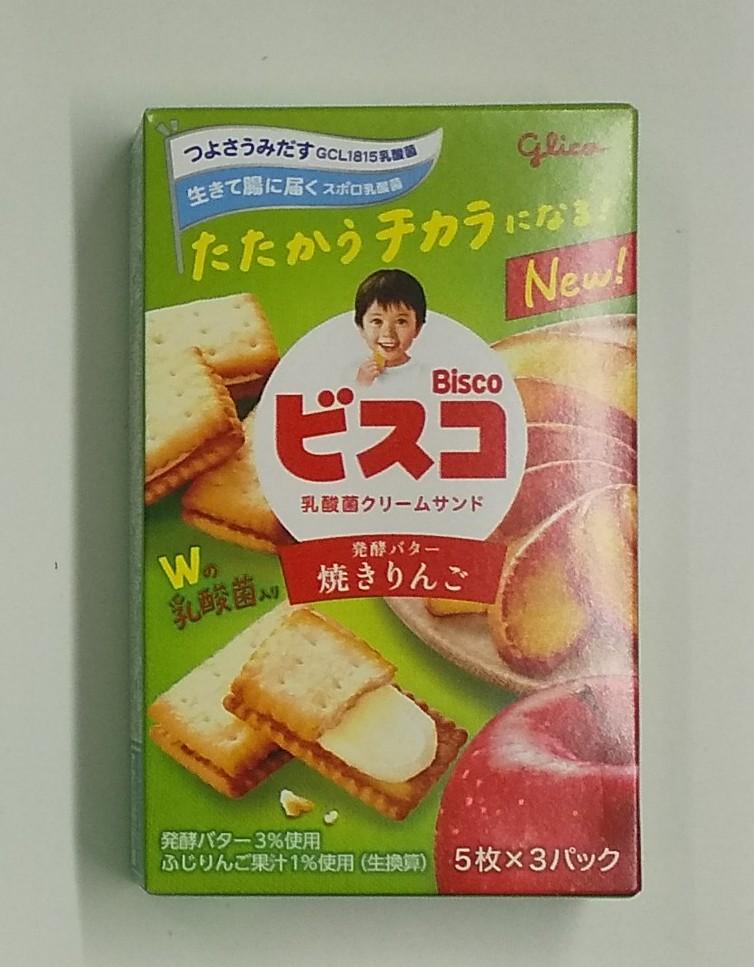 つよさうみだすGCL1815乳酸菌
生きて腸に届くスポロ乳酸菌
Glico
たたかうチカラになる!
New!
Bisco
ビスコ
乳酸菌クリームサンド
発酵バター
焼きりんご
Wの
乳酸菌入り
発酵バター3%使用
ふじりんご果汁1%使用(生換算)
5枚×3パック